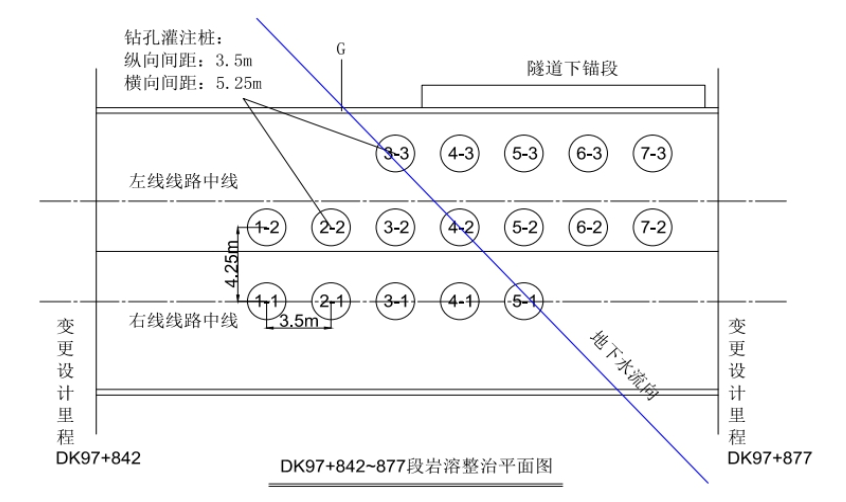 钻孔灌注桩：
纵向间距：3.5m
横向间距：5.25m
G
隧道下锚段
3-3 4-3 5-3 6-3 7-3
左线线路中线
1-2 2-2 3-2 4-2 5-2 6-2 7-2
4.25m
1-1 2-1 3-1 4-1 5-1
右线线路中线
3.5m
地下水流向
变更设计里程
DK97+842
变更设计里程
DK97+877
DK97+842~877段岩溶整治平面图